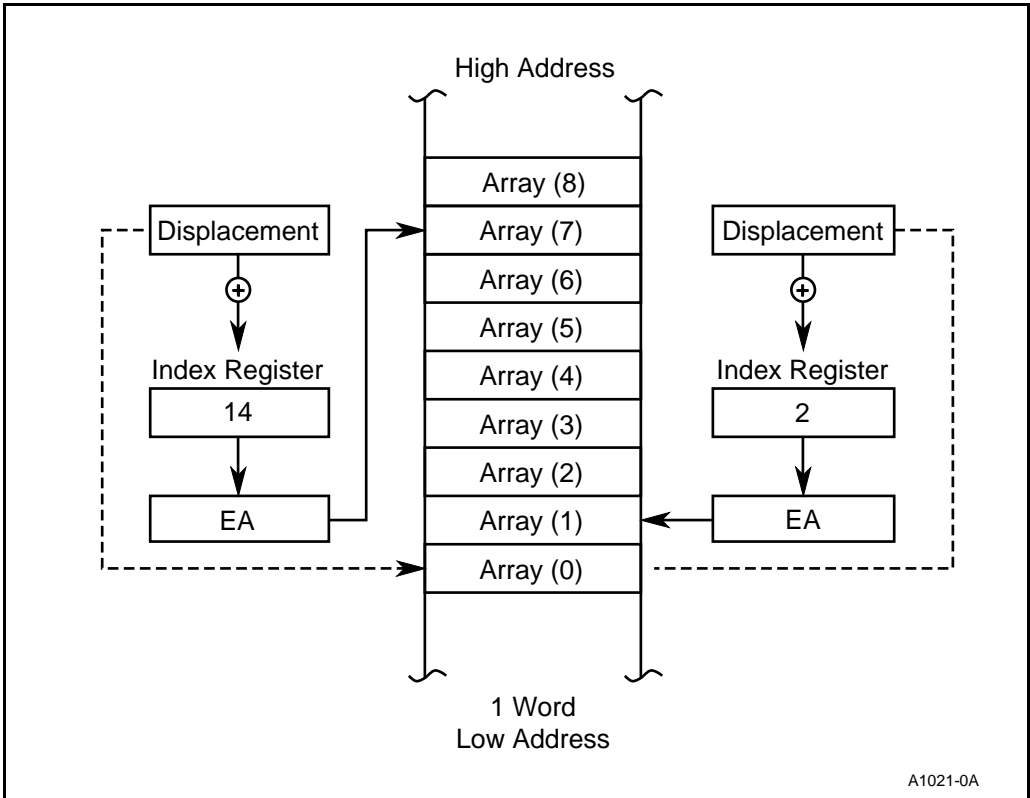 High Address
Array (8)
Displacement
Array (7)
Displacement
+
Array (6)
+
Array (5)
Index Register
Array (4)
Index Register
14
Array (3)
2
Array (2)
EA
Array (1)
EA
Array (0)
1 Word
Low Address
A1021-0A